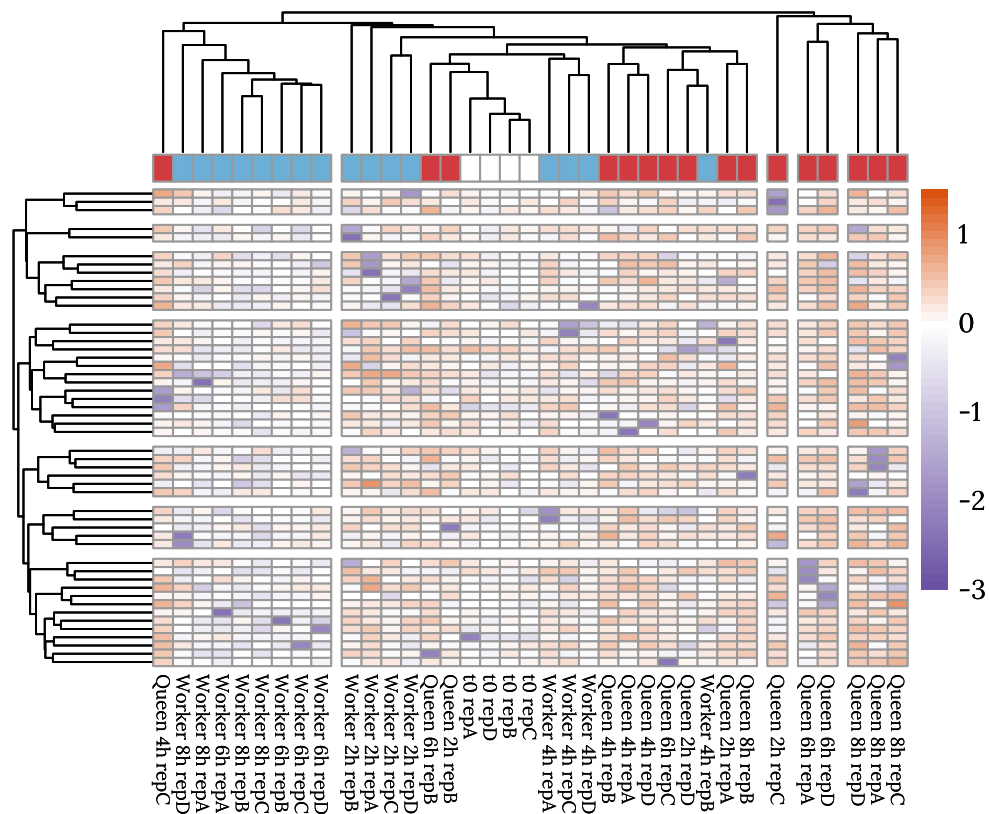 1
0
−1
−2
−3
Queen 4h repC
Worker 8h repD
Worker 8h repA
Worker 4h repA
Worker 8h repB
Worker 8h repC
Worker 6h repB
Worker 6h repC
Worker 6h repD
Worker 2h repB
Worker 2h repA
Worker 2h repC
Worker 2h repD
Queen 6h repB
Queen 2h repB
t0 repA
t0 repD
t0 repB
t0 repC
Worker 4h repA
Worker 4h repC
Worker 4h repD
Queen 4h repB
Queen 4h repA
Queen 4h repD
Queen 6h repC
Queen 2h repD
Worker 4h repB
Queen 2h repA
Queen 8h repB
Queen 2h repC
Queen 6h repA
Queen 6h repD
Queen 8h repD
Queen 8h repA
Queen 8h repC